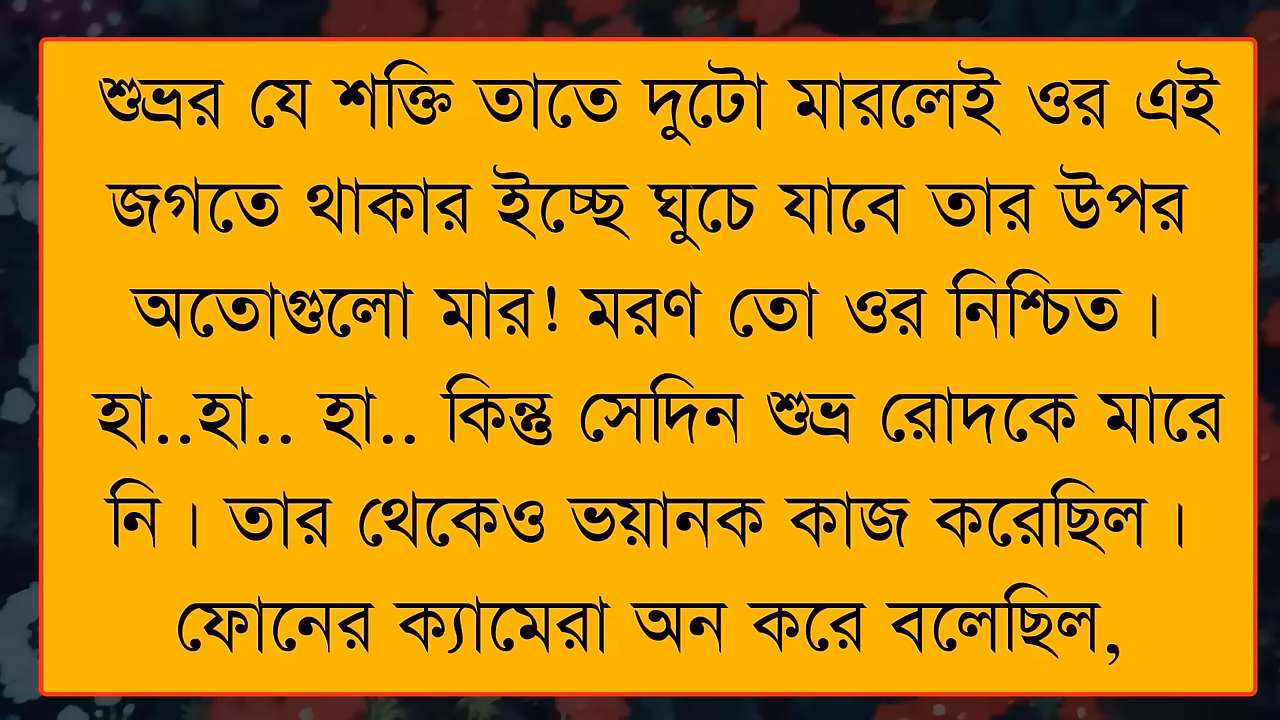 শুভ্রর যে শক্তি তাতে দুটো মারলেই ওর এই
জগতে থাকার ইচ্ছে ঘুচে যাবে তার উপর
অতোগুলো মার! মরণ তো ওর নিশ্চিত।
হা..হা.. হা.. কিন্তু সেদিন শুভ্র রোদকে মারে
নি। তার থেকেও ভয়ানক কাজ করেছিল।
ফোনের ক্যামেরা অন করে বলেছিল,